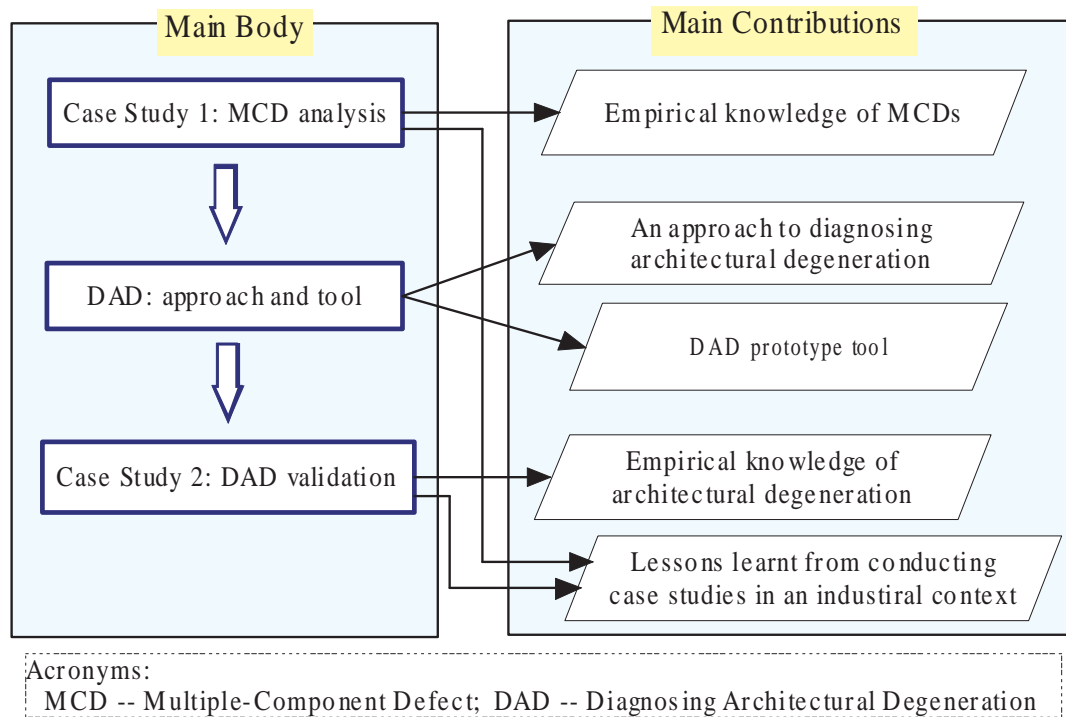 Main Body
Case Study 1: MCD analysis
DAD: approach and tool
Case Study 2: DAD validation
Main Contributions
Empirical knowledge of MCDs
An approach to diagnosing
architectural degeneration
DAD prototype tool
Empirical knowledge of
architectural degeneration
Lessons learnt from conducting
case studies in an industiral context
Acronyms:
MCD -- Multiple-Component Defect; DAD -- Diagnosing Architectural Degeneration